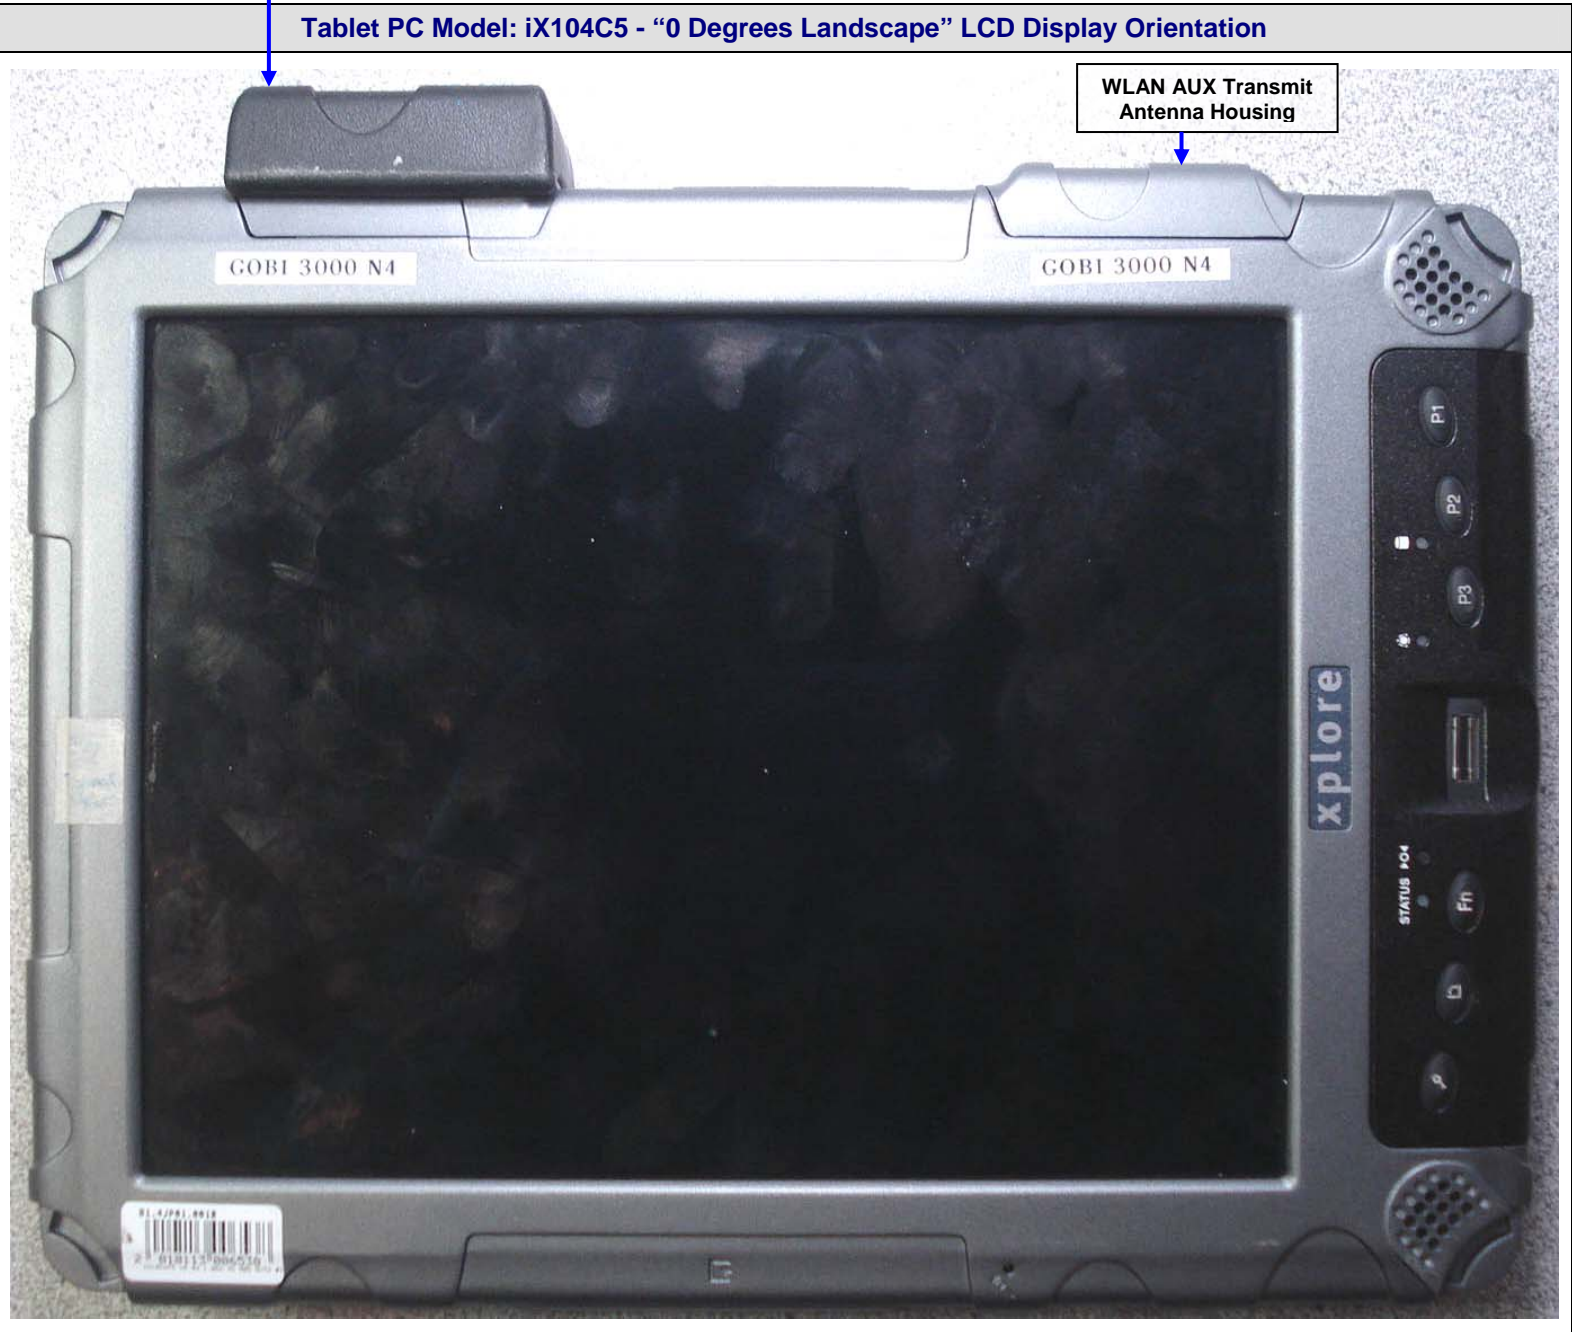 Tablet PC Model: iX104C5 - “0 Degrees Landscape” LCD Display Orientation
WLAN AUX Transmit
Antenna Housing
GOBI 3000 N4
GOBI 3000 N4
P1
P2
P3
xplore
STATUS
Fn